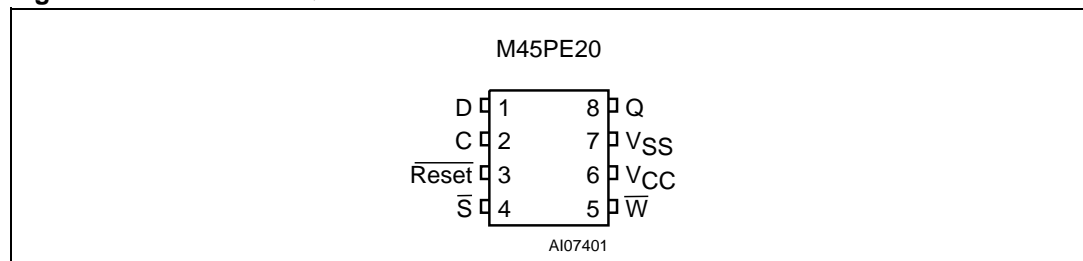 M45PE20
D 1 8 Q
C 2 7 VSS
Reset 3 6 VCC
S 4 5 W
AI07401